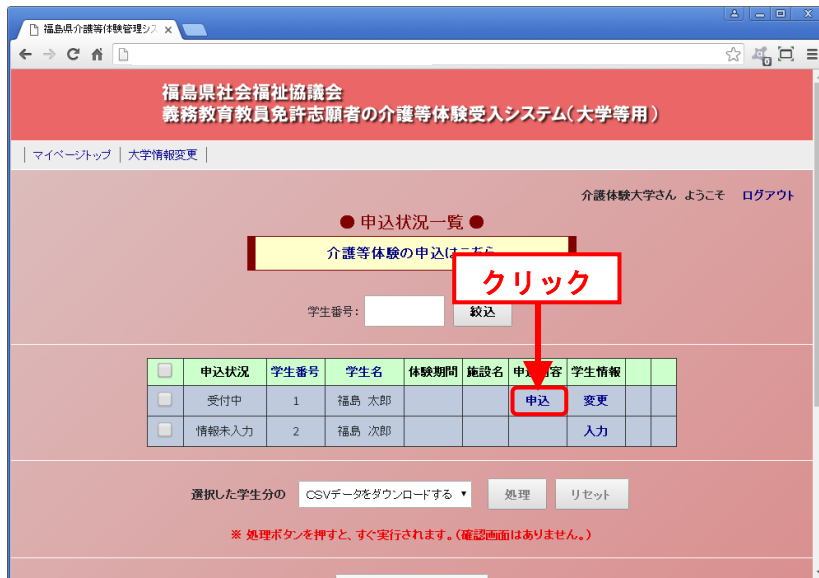 福島県介護等体験管理シス
福島県社会福祉協議会
義務教育教員免許志願者の介護等体験受入システム(大学等用)
｜マイページトップ｜大学情報変更｜
介護体験大学さん ようこそ ログアウト
● 申込状況一覧 ●
介護等体験の申込は
クリック
学生番号: 絞込
申込状況 学生番号 学生名 体験期間 施設名 申 容 学生情報
受付中 1 福島 太郎 申込 変更
情報未入力 2 福島 次郎 入力
選択した学生分の CSVデータをダウンロードする 処理 リセット
※ 処理ボタンを押すと、すぐ実行されます。(確認画面はありません。)